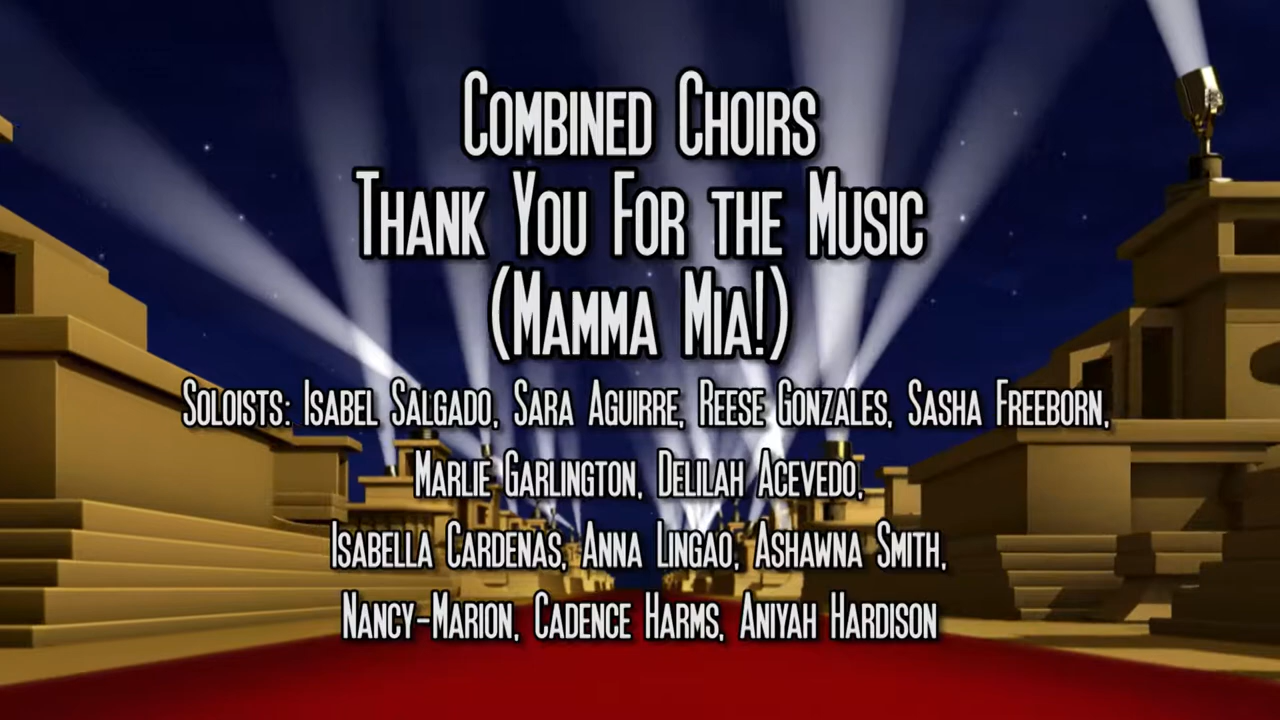 Combined Choirs
Thank You For the Music
(Mamma Mia!)
Soloists: Isabel Salgado, Sara Aguirre, Reese Gonzales, Sasha Freeborn,
Marlie Garlington, Delilah Acevedo,
Isabella Cardenas, Anna Lingao, Ashawna Smith,
Nancy-Marion, Cadence Harms, Aniyah Hardison